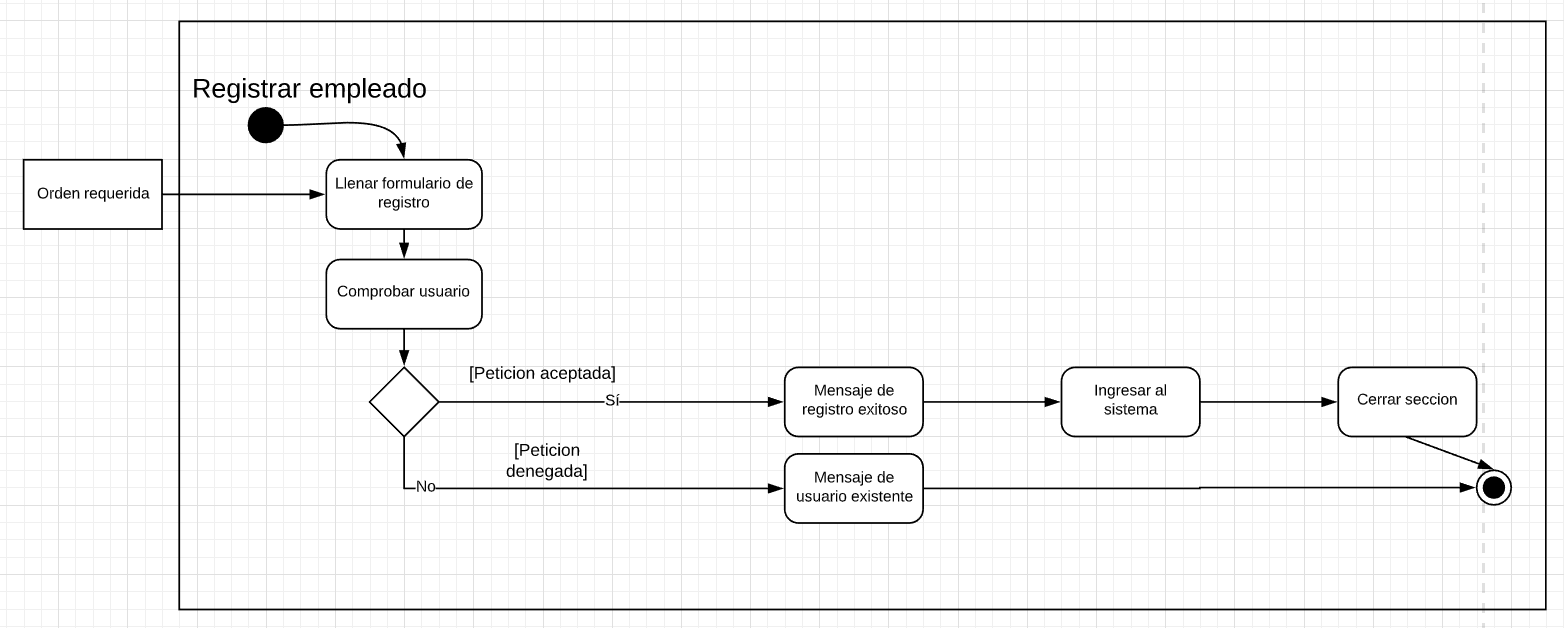 Registrar empleado
Orden requerida
Llenar formulario de
registro
Comprobar usuario
[Peticion aceptada]
Sí
Mensaje de
registro exitoso
Ingresar al
sistema
Cerrar seccion
[Peticion
denegada]
No
Mensaje de
usuario existente